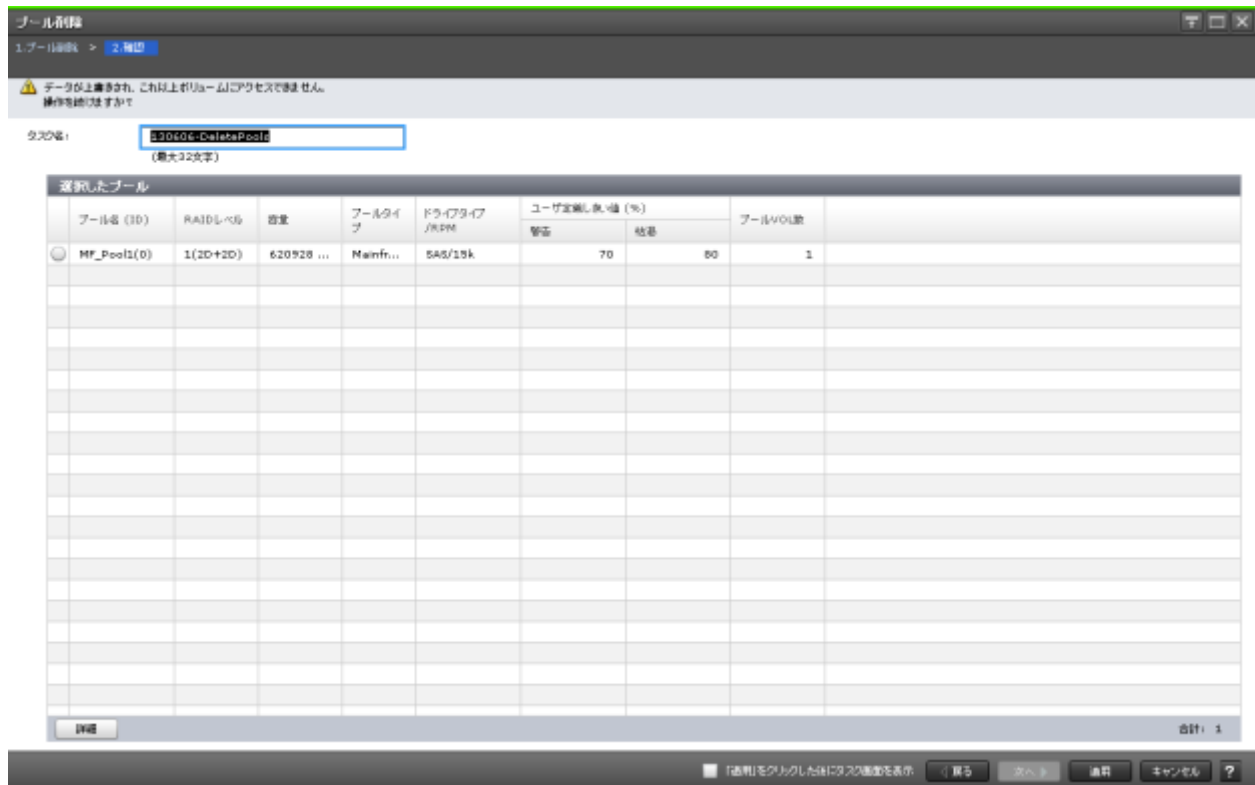 プール削除
1.プール削除 > 2.確認
データが上書きされ、これ以上ボリュームにアクセスできません。
操作を続けますか?
タスク名:
130606-DeletePools
(最大32文字)
選択したプール
プール名 (ID) RAIDレベル 容量 プールタイプ ドライブタイプ/RPM ユーザ定義しきい値 (%) プールVOL数
警告 枯渇
MF_Pool1(0) 1(2D+2D) 620928 ... Mainfr... SAS/15k 70 80 1
詳細 合計: 1
「適用」をクリックした後にタスク画面を表示 戻る 次へ 適用 キャンセル ?